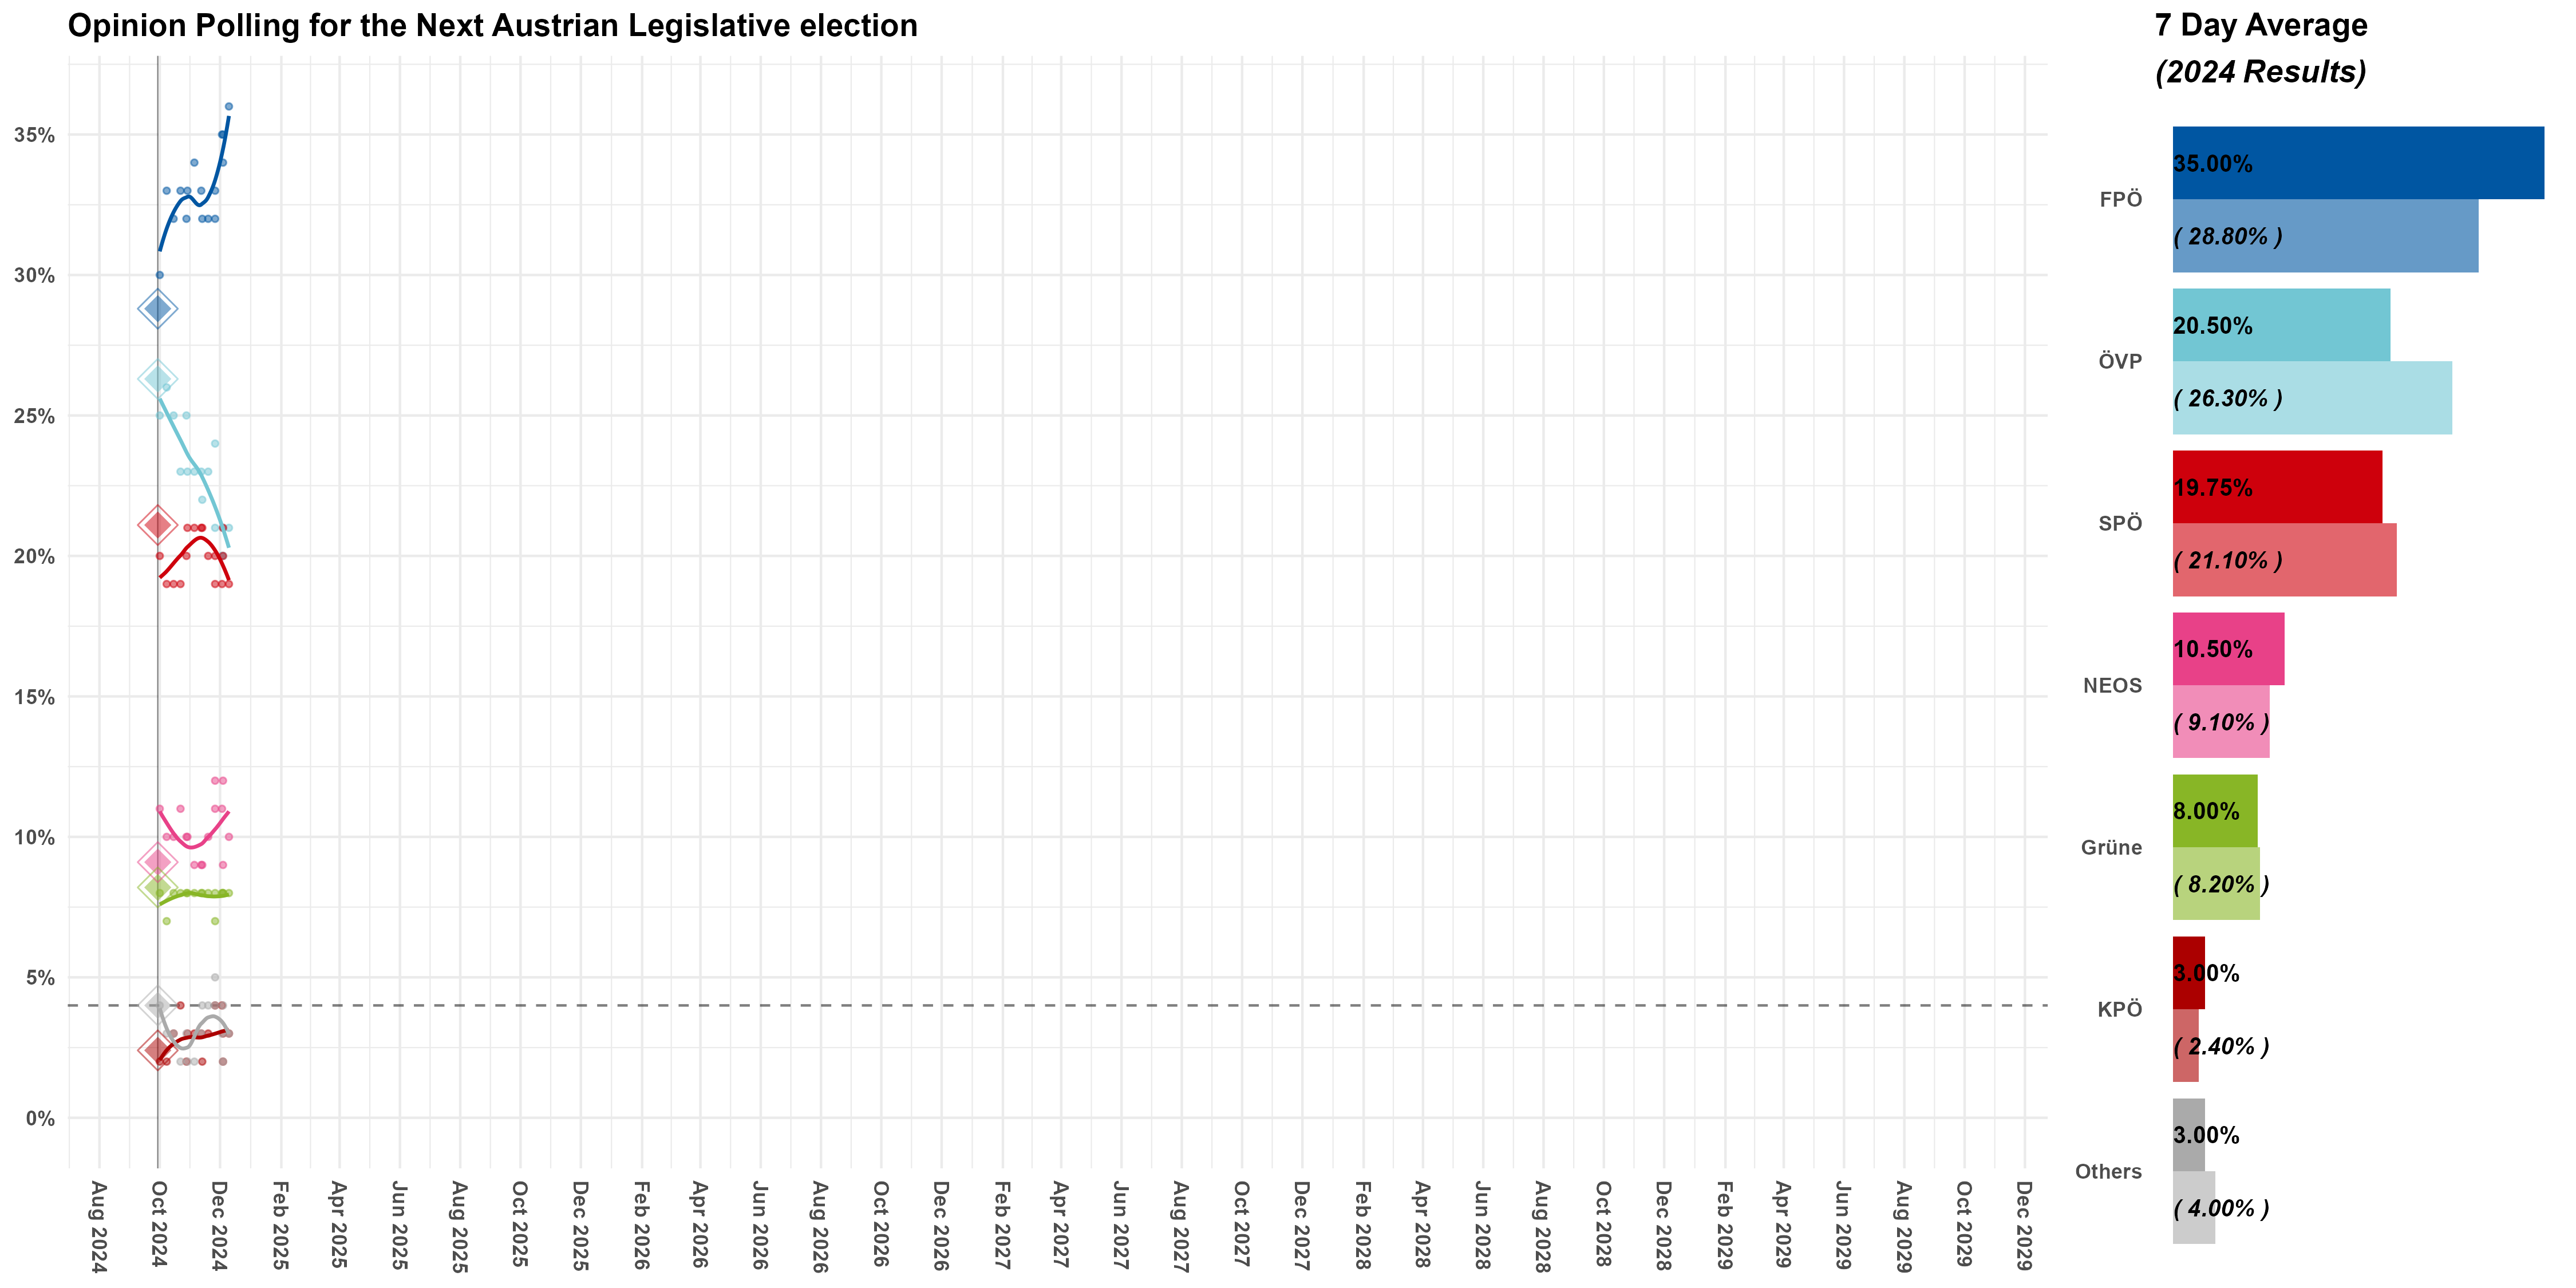 Opinion Polling for the Next Austrian Legislative election
35%
30%
25%
20%
15%
10%
5%
0%
Aug 2024
Oct 2024
Dec 2024
Feb 2025
Apr 2025
Jun 2025
Aug 2025
Oct 2025
Dec 2025
Feb 2026
Apr 2026
Jun 2026
Aug 2026
Oct 2026
Dec 2026
Feb 2027
Apr 2027
Jun 2027
Aug 2027
Oct 2027
Dec 2027
Feb 2028
Apr 2028
Jun 2028
Aug 2028
Oct 2028
Dec 2028
Feb 2029
Apr 2029
Jun 2029
Aug 2029
Oct 2029
Dec 2029
7 Day Average
(2024 Results)
FPÖ
35.00%
( 28.80% )
ÖVP
20.50%
( 26.30% )
SPÖ
19.75%
( 21.10% )
NEOS
10.50%
( 9.10% )
Grüne
8.00%
( 8.20% )
KPÖ
3.00%
( 2.40% )
Others
3.00%
( 4.00% )